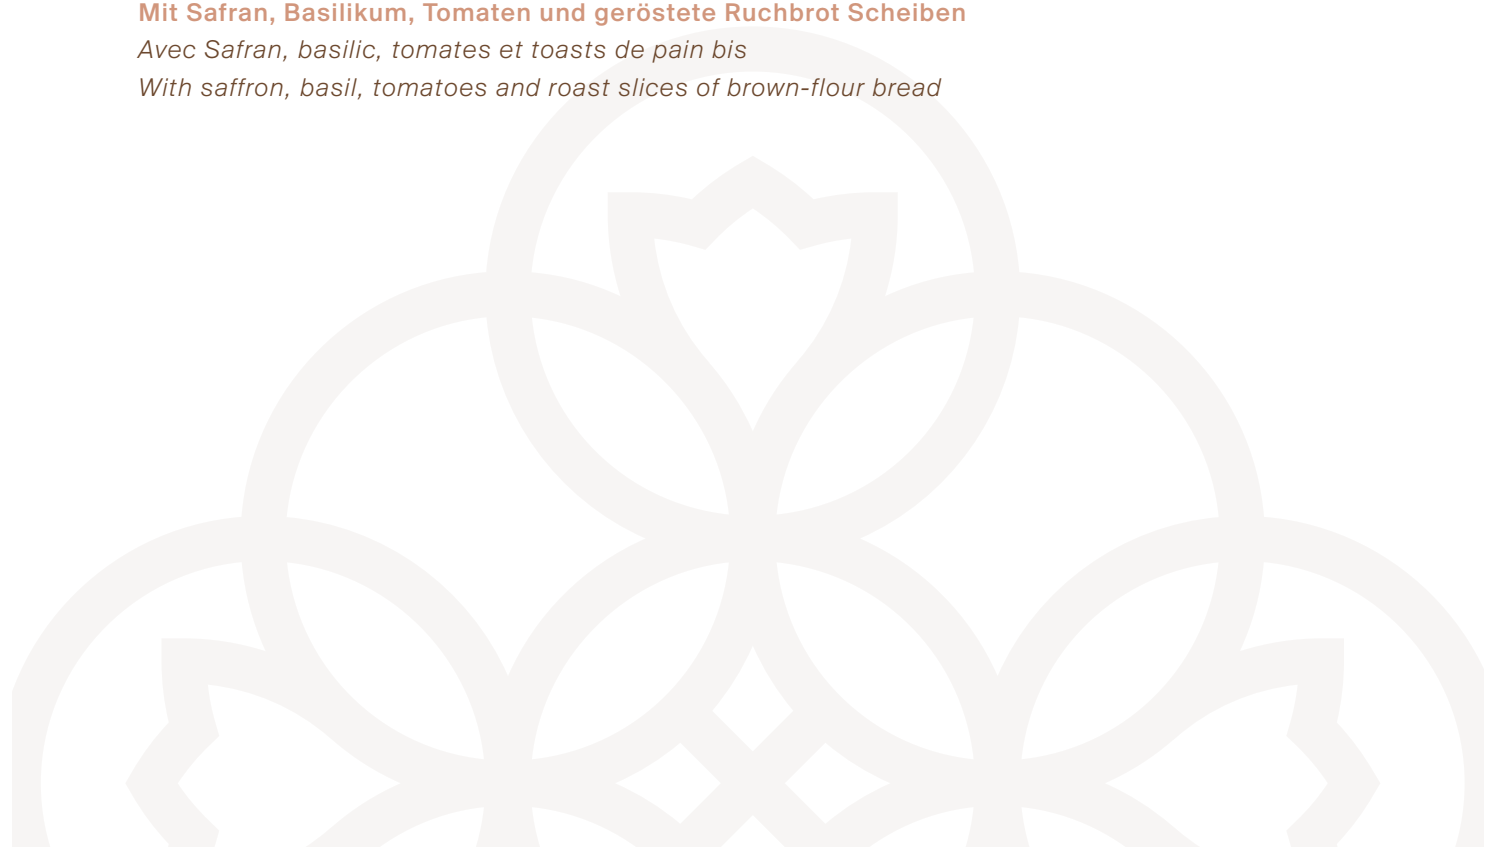 Mit Safran, Basilikum, Tomaten und geröstete Ruchbrot Scheiben
Avec Safran, basilic, tomates et toasts de pain bis
With saffron, basil, tomatoes and roast slices of brown-flour bread